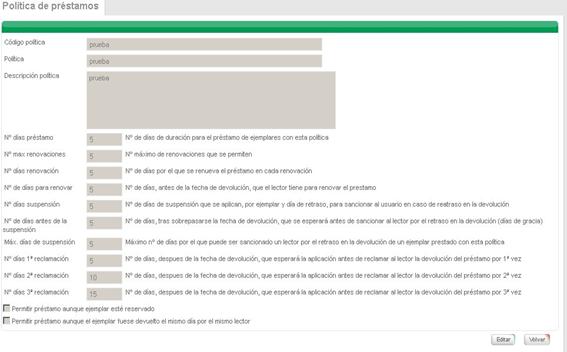 Política de préstamos
Código política prueba
Política prueba
Descripción política prueba
Nº días préstamo 5 Nº de días de duración para el préstamo de ejemplares con esta política
Nº max renovaciones 5 Nº máximo de renovaciones que se permiten
Nº días renovación 5 Nº de días por el que se renueva el préstamo en cada renovación
Nº de días para renovar 5 Nº de días, antes de la fecha de devolución, que el lector tiene para renovar el prestamo
Nº días suspensión 5 Nº de días de suspensión que se aplican, por ejemplar y día de retraso, para sancionar al usuario en caso de reatraso en la devolución
Nº de días antes de la suspensión 5 Nº de días, tras sobrepasarse la fecha de devolución, que se esperará antes de sancionar al lector por el retraso en la devolución (días de gracia)
Máx. días de suspensión 5 Máximo nº de días por el que puede ser sancionado un lector por el retraso en la devolución de un ejemplar prestado con esta política
Nº días 1ª reclamación 5 Nº de días, despues de la fecha de devolución, que esperará la aplicación antes de reclamar al lector la devolución del préstamo por 1ª vez
Nº días 2ª reclamación 10 Nº de días, despues de la fecha de devolución, que esperará la aplicación antes de reclamar al lector la devolución del préstamo por 2ª vez
Nº días 3ª reclamación 15 Nº de días, despues de la fecha de devolución, que esperará la aplicación antes de reclamar al lector la devolución del préstamo por 3ª vez
Permitir préstamo aunque ejemplar esté reservado
Permitir préstamo aunque el ejemplar fuese devuelto el mismo día por el mismo lector
Editar Volver